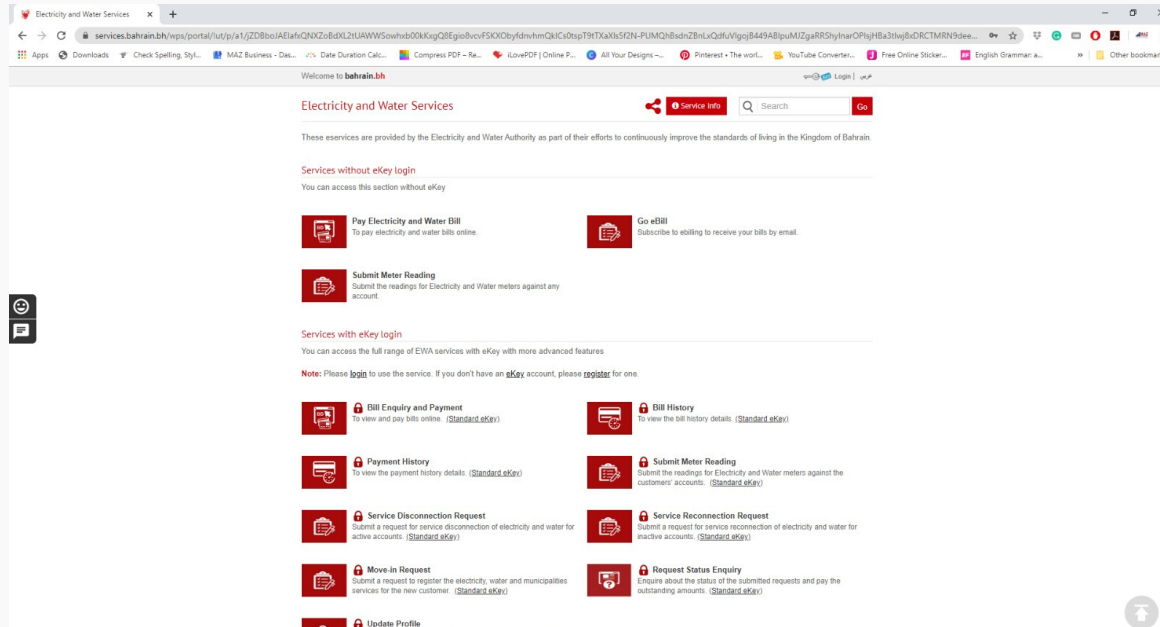 Electricity and Water Services
Apps Downloads Check Spelling, Styl... MAZ Business - Das... Date Duration Calc... Compress PDF – Re... iLovePDF | Online P... All Your Designs –... Pinterest • The worl... YouTube Converter... Free Online Sticker... English Grammar: a... » Other bookmar
Welcome to bahrain.bh
Login | عربي
Electricity and Water Services
Service Info
Search
Go
These eservices are provided by the Electricity and Water Authority as part of their efforts to continuously improve the standards of living in the Kingdom of Bahrain.
Services without eKey login
You can access this section without eKey
Pay Electricity and Water Bill
To pay electricity and water bills online.
Go eBill
Subscribe to ebilling to receive your bills by email.
Submit Meter Reading
Submit the readings for Electricity and Water meters against any
account.
Services with eKey login
You can access the full range of EWA services with eKey with more advanced features
Note: Please login to use the service. If you don't have an eKey account, please register for one.
Bill Enquiry and Payment
To view and pay bills online. (Standard eKey)
Bill History
To view the bill history details. (Standard eKey)
Payment History
To view the payment history details. (Standard eKey)
Submit Meter Reading
Submit the readings for Electricity and Water meters against the
customers' accounts. (Standard eKey)
Service Disconnection Request
Submit a request for service disconnection of electricity and water for
active accounts. (Standard eKey)
Service Reconnection Request
Submit a request for service reconnection of electricity and water for
inactive accounts. (Standard eKey)
Move-in Request
Submit a request to register the electricity, water and municipalities
services for the new customer. (Standard eKey)
Request Status Enquiry
Enquire about the status of the submitted requests and pay the
outstanding amounts. (Standard eKey)
Update Profile